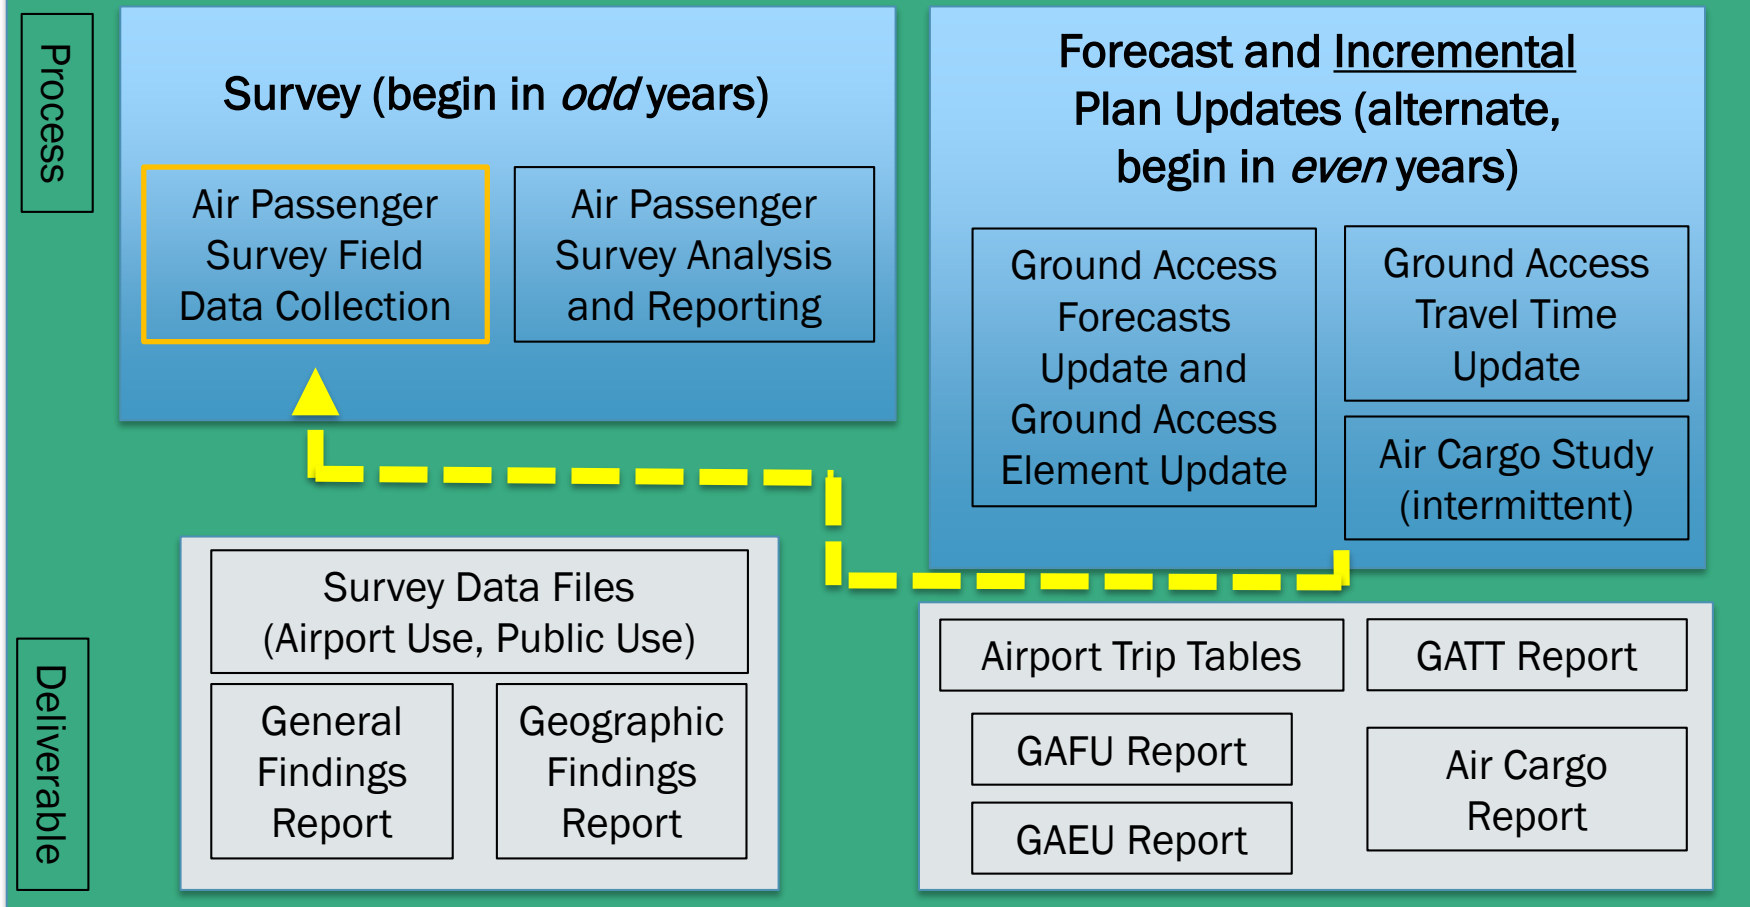 Process
Survey (begin in odd years)
Air Passenger
Survey Field
Data Collection
Air Passenger
Survey Analysis
and Reporting
Forecast and Incremental
Plan Updates (alternate,
begin in even years)
Ground Access
Forecasts
Update and
Ground Access
Element Update
Ground Access
Travel Time
Update
Air Cargo Study
(intermittent)
Deliverable
Survey Data Files
(Airport Use, Public Use)
General
Findings
Report
Geographic
Findings
Report
Airport Trip Tables
GATT Report
GAFU Report
GAEU Report
Air Cargo
Report